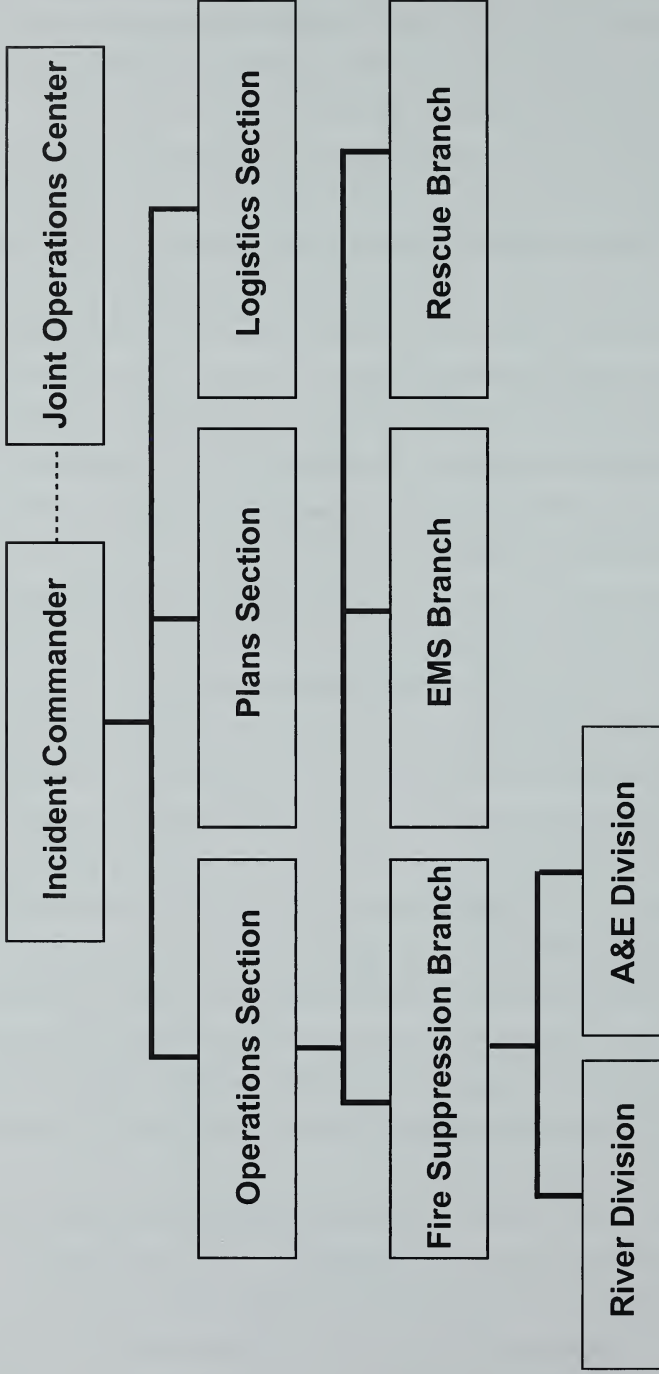 Incident Commander
Joint Operations Center
Operations Section
Plans Section
Logistics Section
Fire Suppression Branch
EMS Branch
Rescue Branch
River Division
A&E Division